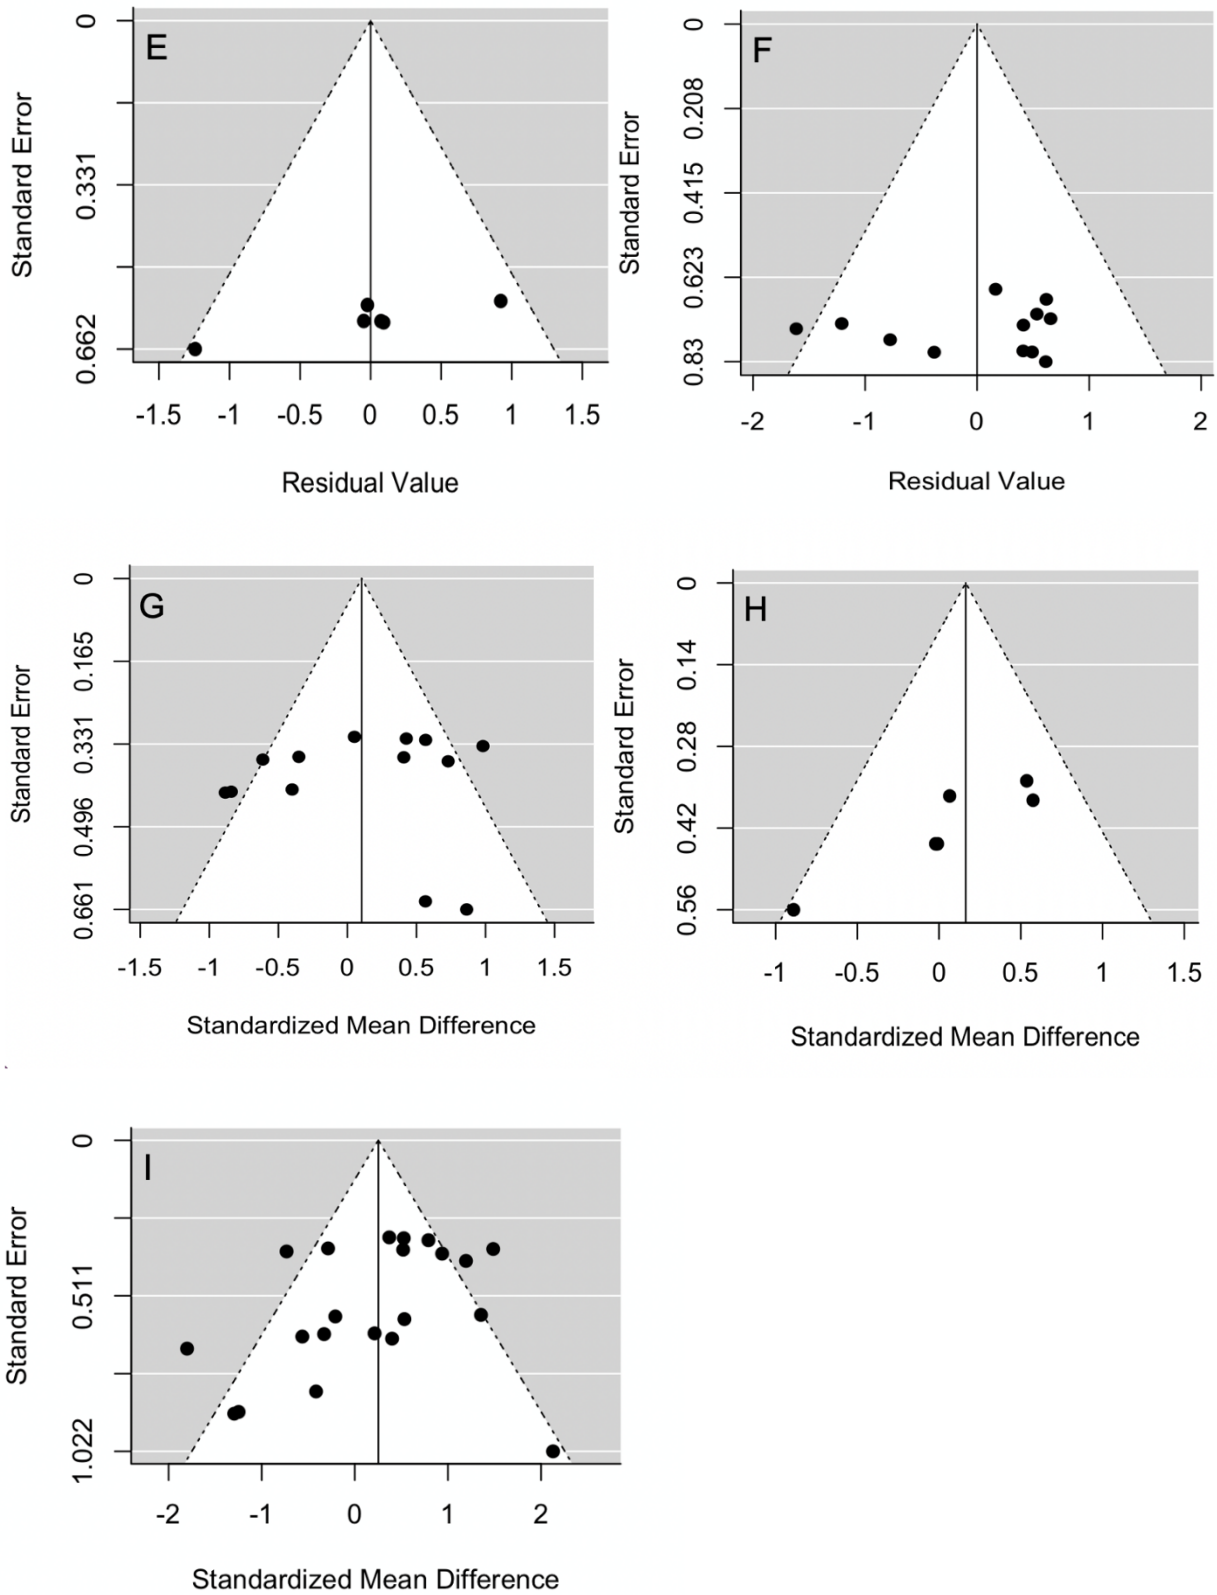 E
Standard Error
0
0.331
0.662
-1.5 -1 -0.5 0 0.5 1 1.5
Residual Value
F
Standard Error
0
0.208
0.415
0.623
0.83
-2 -1 0 1 2
Residual Value
G
Standard Error
0
0.165
0.331
0.496
0.661
-1.5 -1 -0.5 0 0.5 1 1.5
Standardized Mean Difference
H
Standard Error
0
0.14
0.28
0.42
0.56
-1 -0.5 0 0.5 1 1.5
Standardized Mean Difference
I
Standard Error
0
0.511
1.022
-2 -1 0 1 2
Standardized Mean Difference